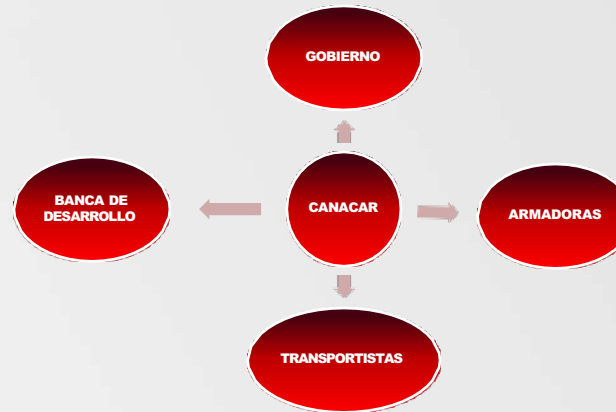 GOBIERNO
BANCA DE
DESARROLLO
CANACAR
ARMADORAS
TRANSPORTISTAS